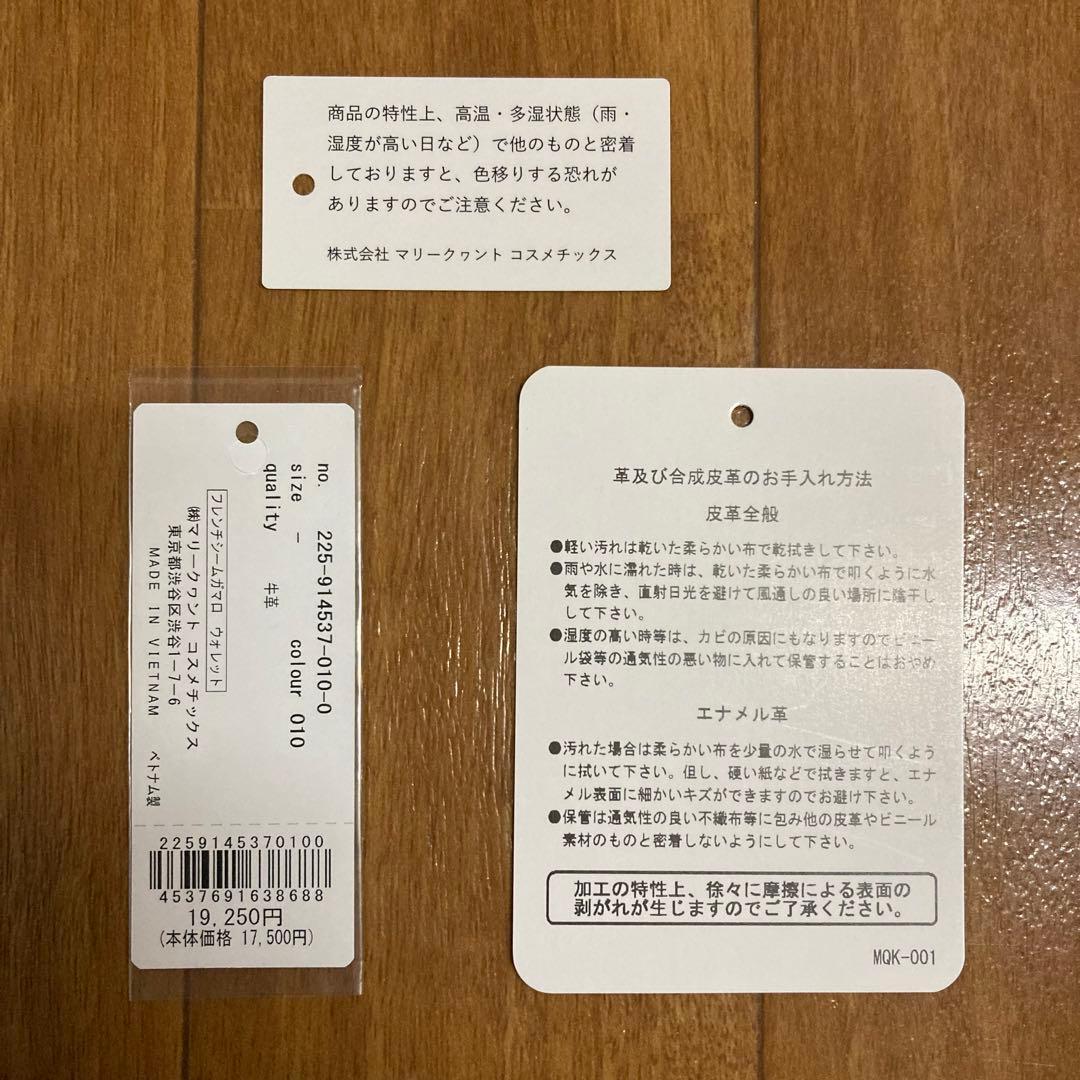 商品の特性上、高温・多湿状態（雨・
湿度が高い日など）で他のものと密着
しておりますと、色移りする恐れが
ありますのでご注意ください。
株式会社 マリークヮント コスメチックス
no. 225-914537-010-0
size － colour 010
quality 牛革
フレンチシームガマロ ウォレット
㈱マリークヮント コスメチックス
東京都渋谷区渋谷1-7-6
MADE IN VIETNAM ベトナム製
2259145370100
4537691638688
19,250円
(本体価格 17,500円)
革及び合成皮革のお手入れ方法
皮革全般
●軽い汚れは乾いた柔らかい布で乾拭きして下さい。
●雨や水に濡れた時は、乾いた柔らかい布で叩くように水
気を除き、直射日光を避けて風通しの良い場所に陰干し
して下さい。
●湿度の高い時等は、カビの原因にもなりますのでビニー
ル袋等の通気性の悪い物に入れて保管することはおやめ
下さい。
エナメル革
●汚れた場合は柔らかい布を少量の水で湿らせて叩くよう
に拭いて下さい。但し、硬い紙などで拭きますと、エナ
メル表面に細かいキズができますのでお避け下さい。
●保管は通気性の良い不織布等に包み他の皮革やビニール
素材のものと密着しないようにして下さい。
加工の特性上、徐々に摩擦による表面の
剥がれが生じますのでご了承ください。
MQK-001